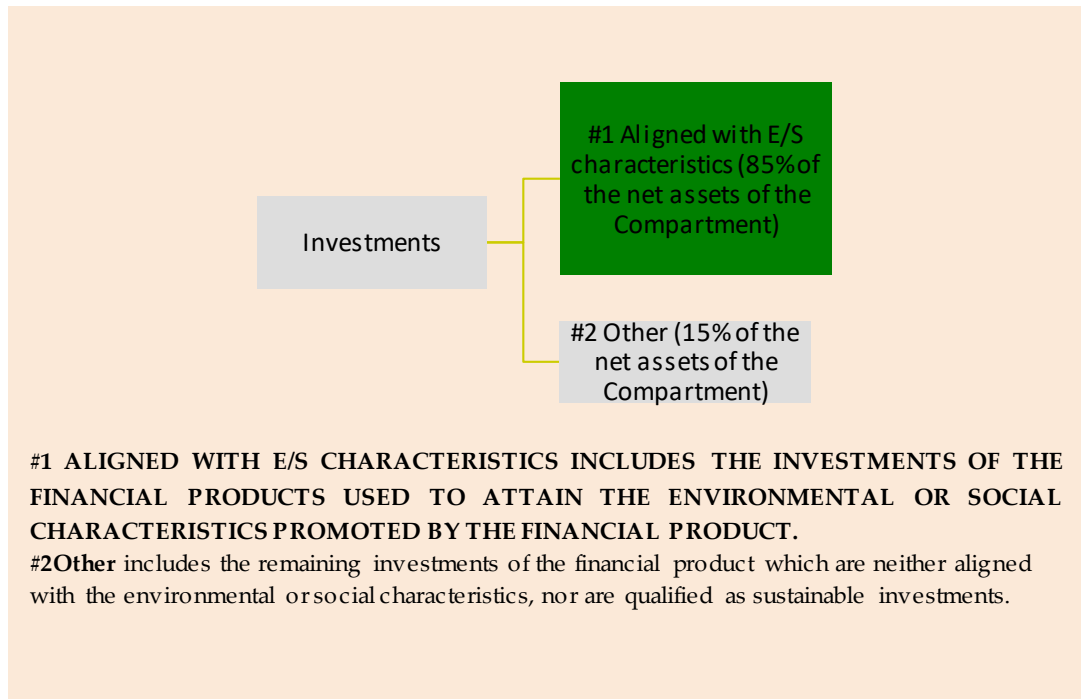 #1 Aligned with E/S
characteristics (85% of
the net assets of the
Compartment)
Investments
#2 Other (15% of the
net assets of the
Compartment)
#1 ALIGNED WITH E/S CHARACTERISTICS INCLUDES THE INVESTMENTS OF THE
FINANCIAL PRODUCTS USED TO ATTAIN THE ENVIRONMENTAL OR SOCIAL
CHARACTERISTICS PROMOTED BY THE FINANCIAL PRODUCT.
#2Other includes the remaining investments of the financial product which are neither aligned
with the environmental or social characteristics, nor are qualified as sustainable investments.